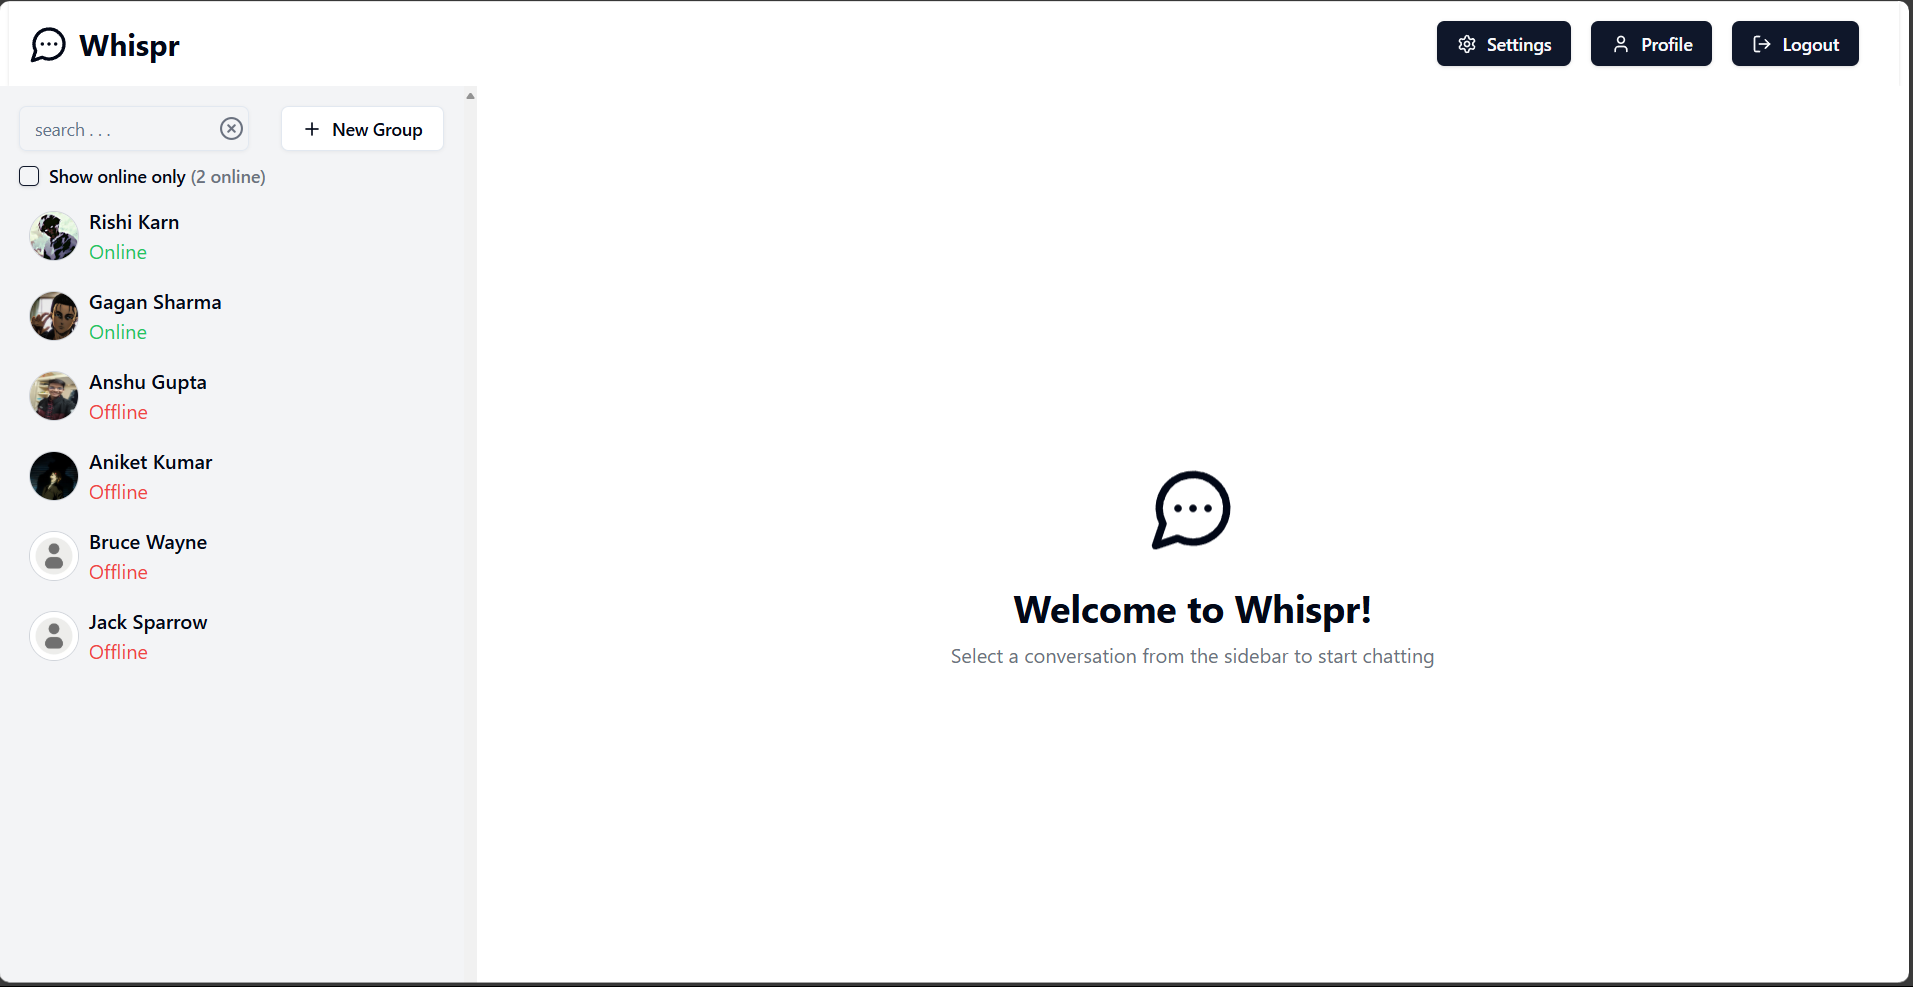 Whispr
Settings
Profile
Logout
search . . .
New Group
Show online only (2 online)
Rishi Karn
Online
Gagan Sharma
Online
Anshu Gupta
Offline
Aniket Kumar
Offline
Bruce Wayne
Offline
Jack Sparrow
Offline
Welcome to Whispr!
Select a conversation from the sidebar to start chatting